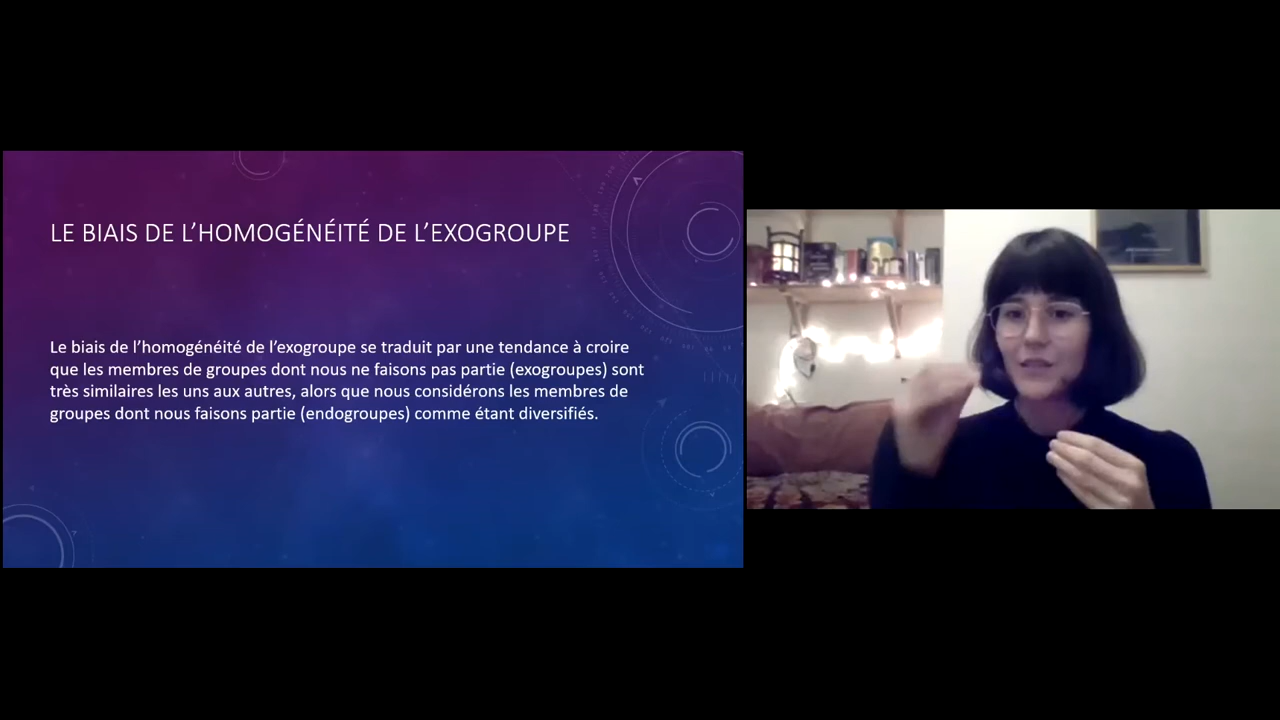 LE BIAIS DE L’HOMOGÉNÉITÉ DE L’EXOGROUPE
Le biais de l’homogénéité de l’exogroupe se traduit par une tendance à croire
que les membres de groupes dont nous ne faisons pas partie (exogroupes) sont
très similaires les uns aux autres, alors que nous considérons les membres de
groupes dont nous faisons partie (endogroupes) comme étant diversifiés.